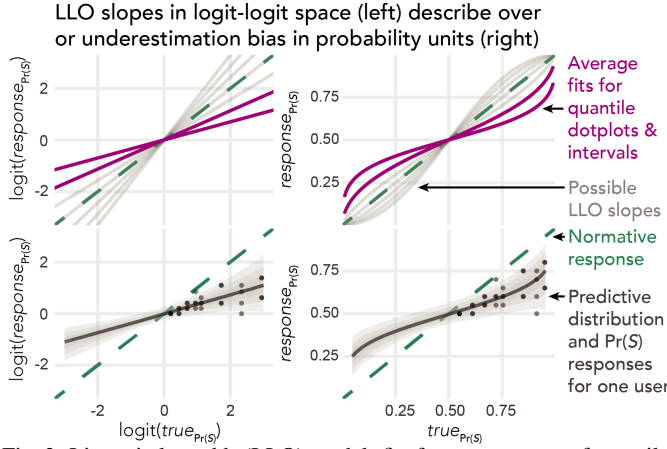 LLO slopes in logit-logit space (left) describe over
or underestimation bias in probability units (right)
logit(response_Pr(S))
2
0
-2
response_Pr(S)
0.75
0.50
0.25
Average
fits for
quantile
dotplots &
intervals
Possible
LLO slopes
Normative
response
logit(response_Pr(S))
2
0
-2
-2
0
2
logit(true_Pr(S))
response_Pr(S)
0.75
0.50
0.25
0.25
0.50
0.75
true_Pr(S)
Predictive
distribution
and Pr(S)
responses
for one user